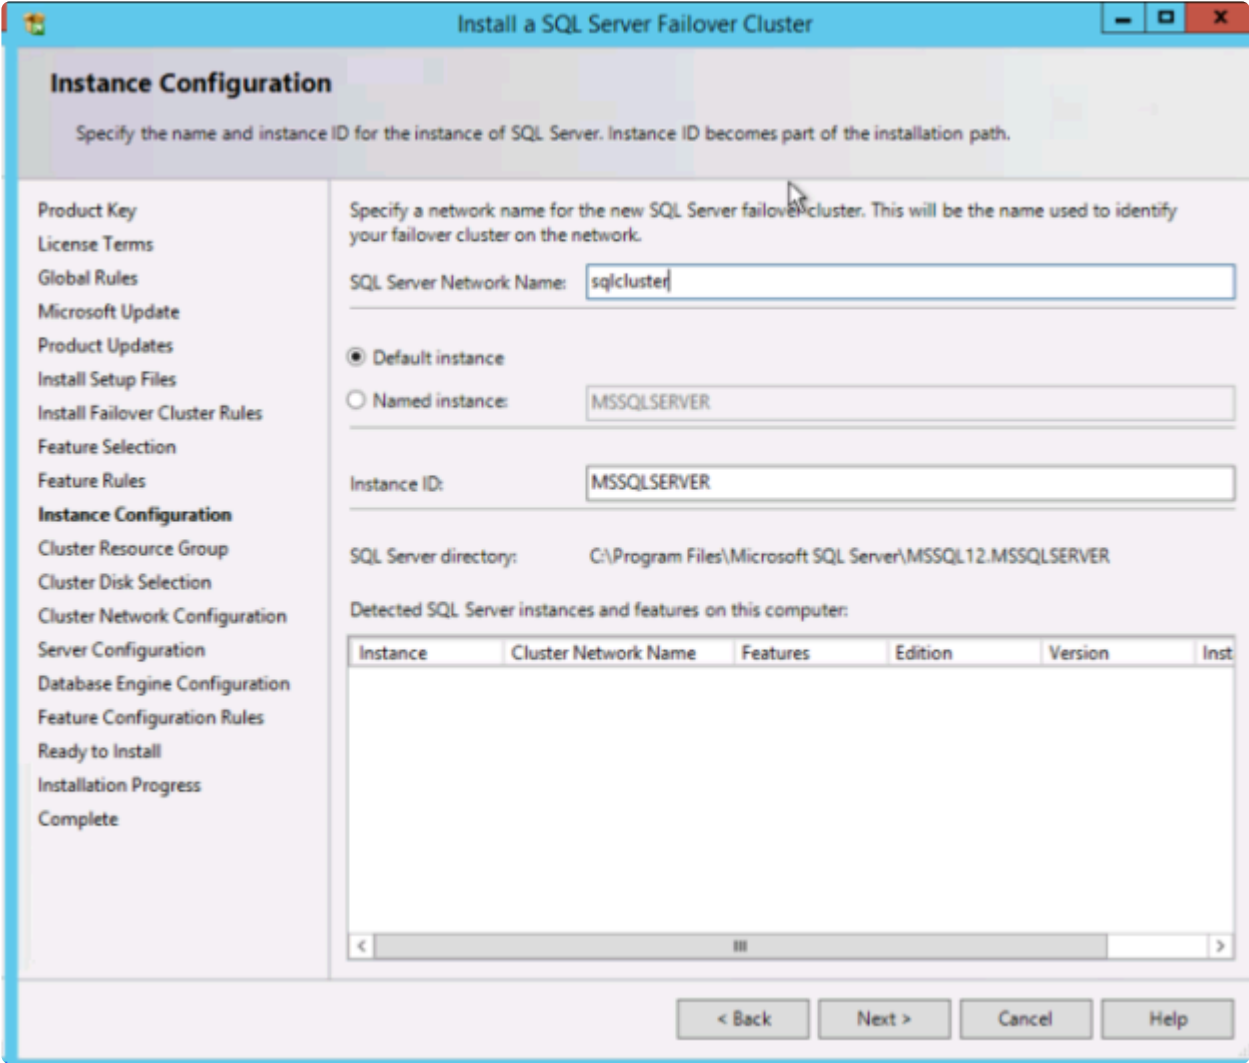 Install a SQL Server Failover Cluster
Instance Configuration
Specify the name and instance ID for the instance of SQL Server. Instance ID becomes part of the installation path.
Product Key
License Terms
Global Rules
Microsoft Update
Product Updates
Install Setup Files
Install Failover Cluster Rules
Feature Selection
Feature Rules
Instance Configuration
Cluster Resource Group
Cluster Disk Selection
Cluster Network Configuration
Server Configuration
Database Engine Configuration
Feature Configuration Rules
Ready to Install
Installation Progress
Complete
Specify a network name for the new SQL Server failover cluster. This will be the name used to identify
your failover cluster on the network.
SQL Server Network Name: sqlcluster
Default instance
Named instance: MSSQLSERVER
Instance ID: MSSQLSERVER
SQL Server directory: C:\Program Files\Microsoft SQL Server\MSSQL12.MSSQLSERVER
Detected SQL Server instances and features on this computer:
Instance Cluster Network Name Features Edition Version Inst
< Back Next > Cancel Help